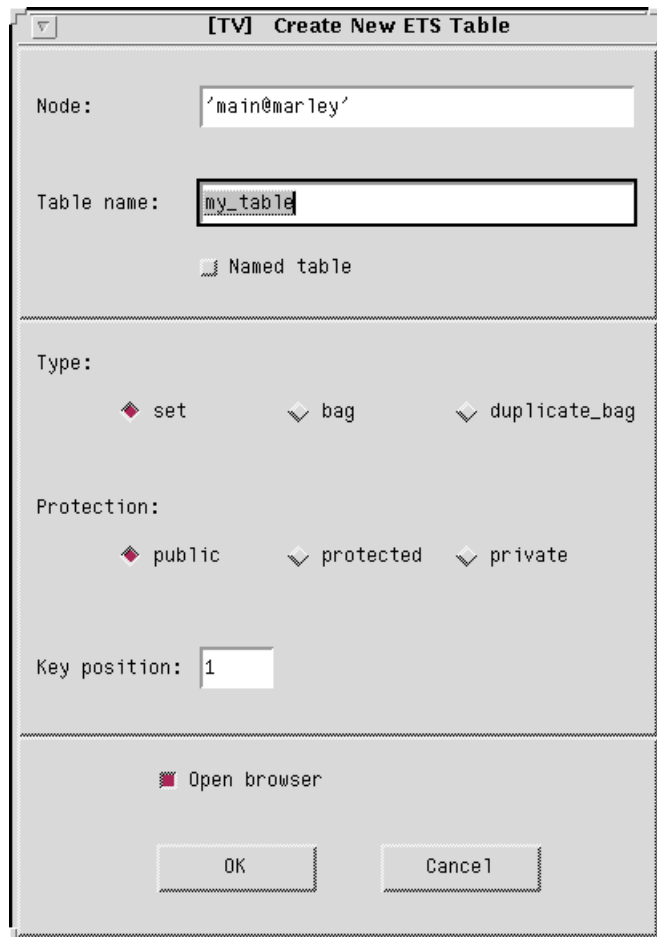 [TV] Create New ETS Table
Node: 'main@marley'
Table name: my_table
Named table
Type:
set bag duplicate_bag
Protection:
public protected private
Key position: 1
Open browser
OK Cancel